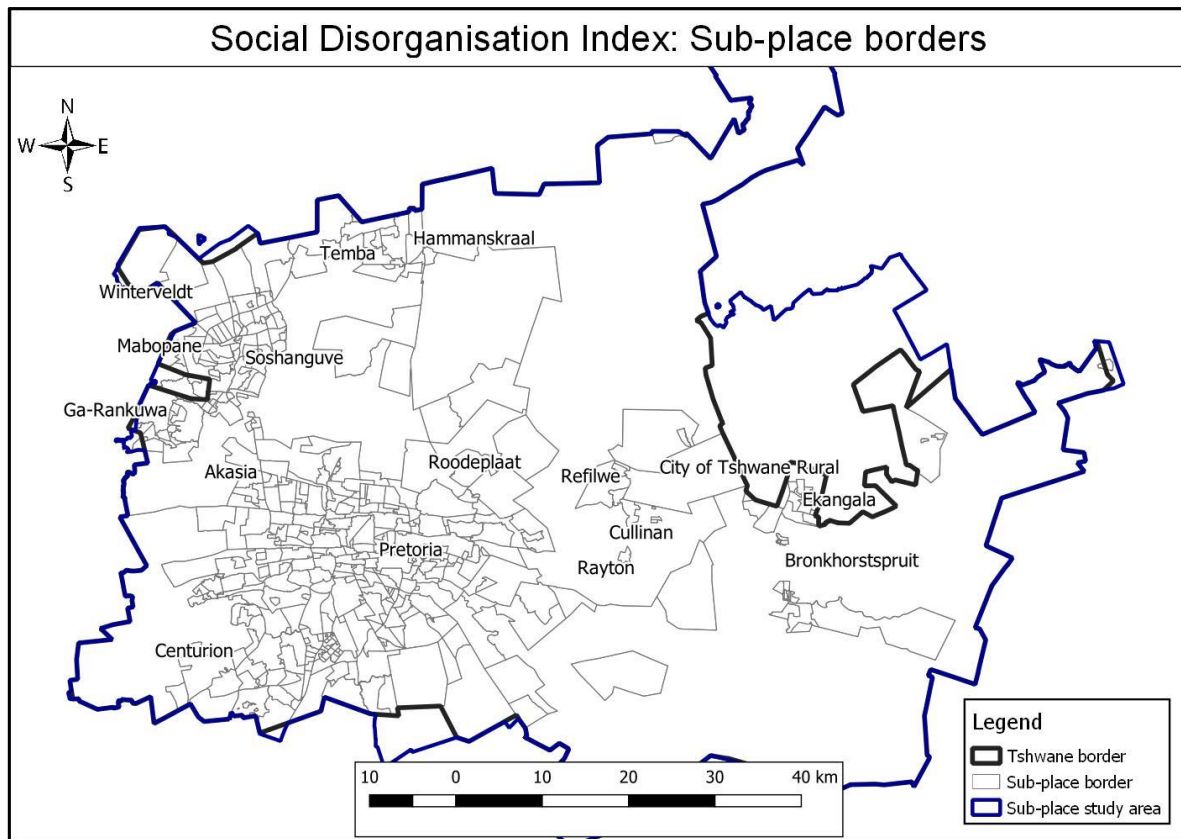 Social Disorganisation Index: Sub-place borders
N
W E
S
Hammanskraal
Temba
Winterveldt
Mabopane
Soshanguve
Ga-Rankuwa
Akasia
Roodeplaat
Refilwe
City of Tshwane Rural
Ekangala
Cullinan
Pretoria
Rayton
Bronkhorstspruit
Centurion
Legend
Tshwane border
Sub-place border
Sub-place study area
10 0 10 20 30 40 km